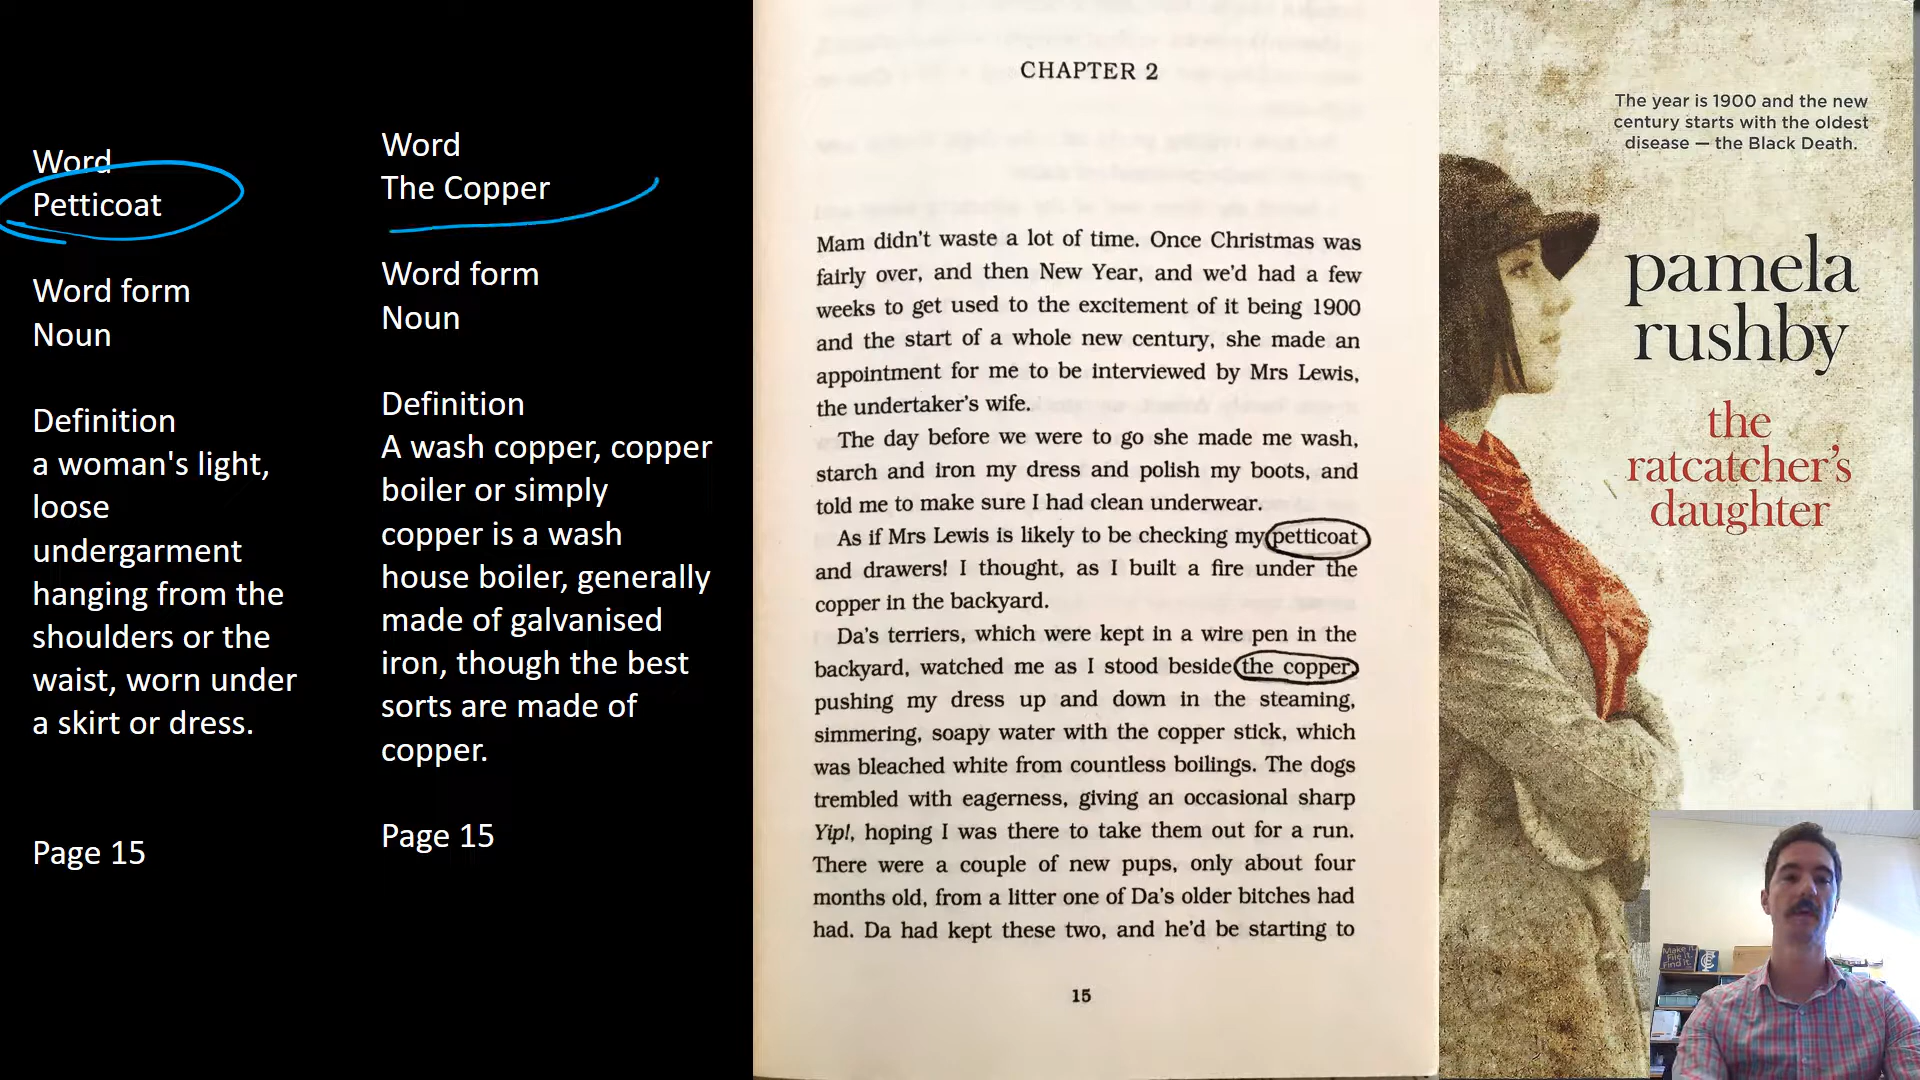 Word
Petticoat
Word form
Noun
Definition
a woman's light,
loose
undergarment
hanging from the
shoulders or the
waist, worn under
a skirt or dress.
Page 15
Word
The Copper
Word form
Noun
Definition
A wash copper, copper
boiler or simply
copper is a wash
house boiler, generally
made of galvanised
iron, though the best
sorts are made of
copper.
Page 15
CHAPTER 2
Mam didn't waste a lot of time. Once Christmas was
fairly over, and then New Year, and we'd had a few
weeks to get used to the excitement of it being 1900
and the start of a whole new century, she made an
appointment for me to be interviewed by Mrs Lewis,
the undertaker's wife.
The day before we were to go she made me wash,
starch and iron my dress and polish my boots, and
told me to make sure I had clean underwear.
As if Mrs Lewis is likely to be checking my petticoat
and drawers! I thought, as I built a fire under the
copper in the backyard.
Da's terriers, which were kept in a wire pen in the
backyard, watched me as I stood beside the copper,
pushing my dress up and down in the steaming,
simmering, soapy water with the copper stick, which
was bleached white from countless boilings. The dogs
trembled with eagerness, giving an occasional sharp
Yip!, hoping I was there to take them out for a run.
There were a couple of new pups, only about four
months old, from a litter one of Da's older bitches had
had. Da had kept these two, and he'd be starting to
15
The year is 1900 and the new
century starts with the oldest
disease — the Black Death.
pamela
rushby
the
ratcatcher's
daughter
Make it.
File it.
Find it.